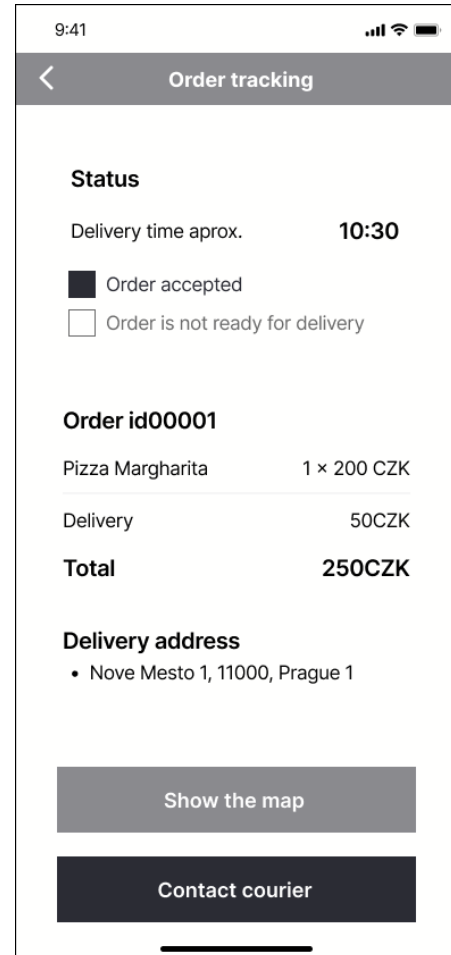 9:41
Order tracking
Status
Delivery time aprox. 10:30
Order accepted
Order is not ready for delivery
Order id00001
Pizza Margharita 1 × 200 CZK
Delivery 50CZK
Total 250CZK
Delivery address
• Nove Mesto 1, 11000, Prague 1
Show the map
Contact courier